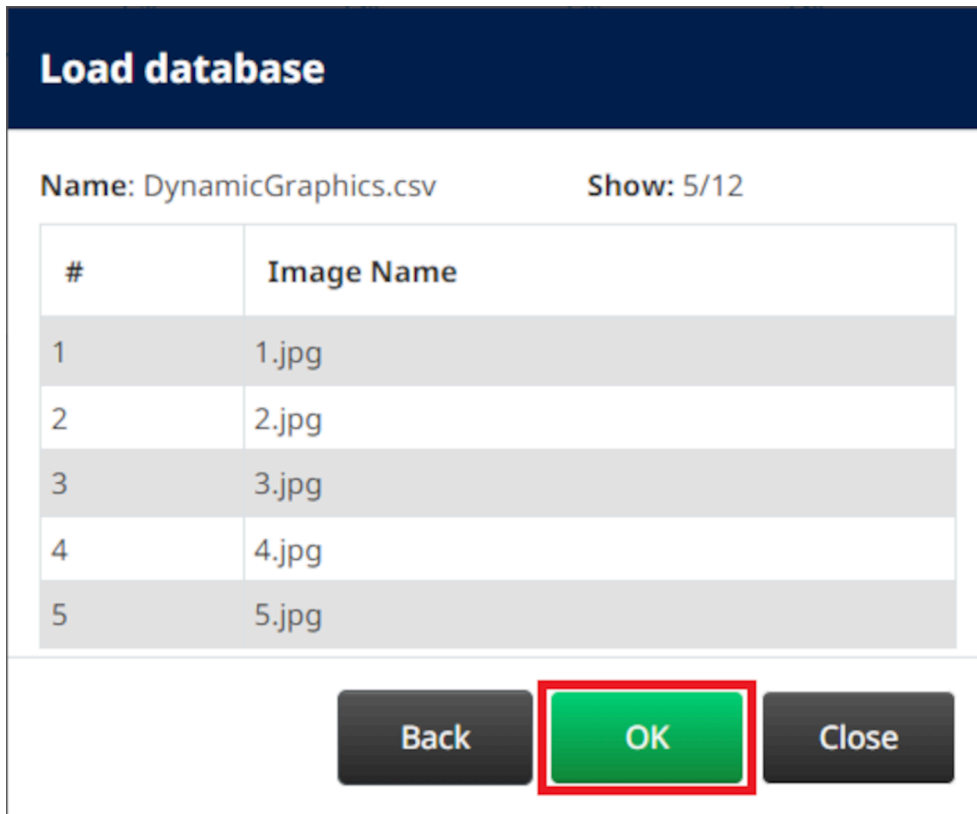 Load database
Name: DynamicGraphics.csv Show: 5/12
# Image Name
1 1.jpg
2 2.jpg
3 3.jpg
4 4.jpg
5 5.jpg
Back OK Close